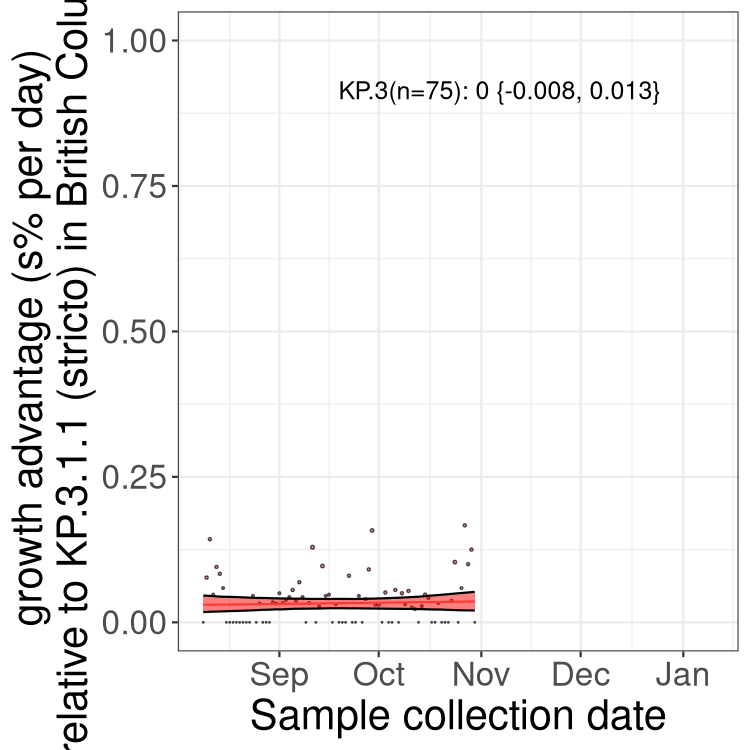 growth advantage (s% per day)
relative to KP.3.1.1 (stricto) in British
1.00
0.75
0.50
0.25
0.00
KP.3(n=75): 0 {-0.008, 0.013}
Sep Oct Nov Dec Jan
Sample collection date